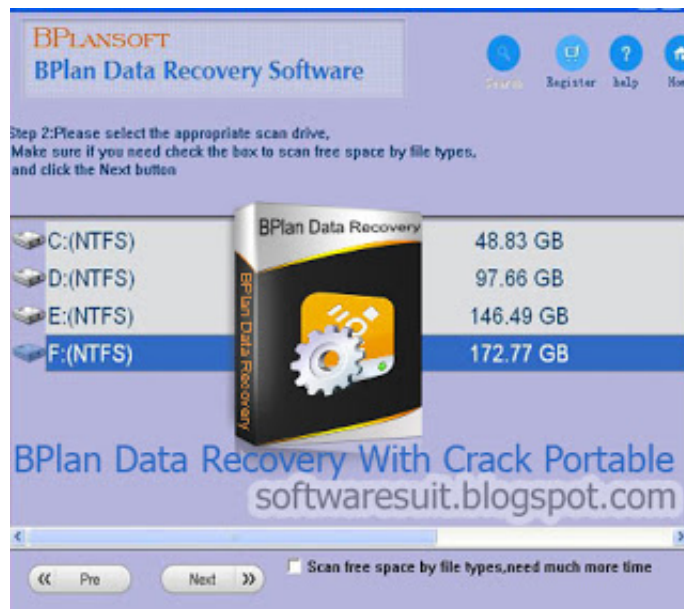 BPLANSOFT
BPlan Data Recovery Software
Register help
Step 2:Please select the appropriate scan drive,
Make sure if you need check the box to scan free space by file types,
and click the Next button
BPlan Data Recovery
BPlan Data Recovery
C:(NTFS) 48.83 GB
D:(NTFS) 97.66 GB
E:(NTFS) 146.49 GB
F:(NTFS) 172.77 GB
BPlan Data Recovery With Crack Portable
softwaresuit.blogspot.com
Pre Next Scan free space by file types,need much more time